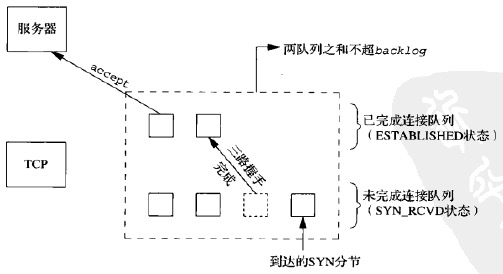 服务器
accept
两队列之和不超backlog
已完成连接队列
（ESTABLISHED状态）
TCP
三路握手
完成
未完成连接队列
（SYN_RCVD状态）
到达的SYN分节